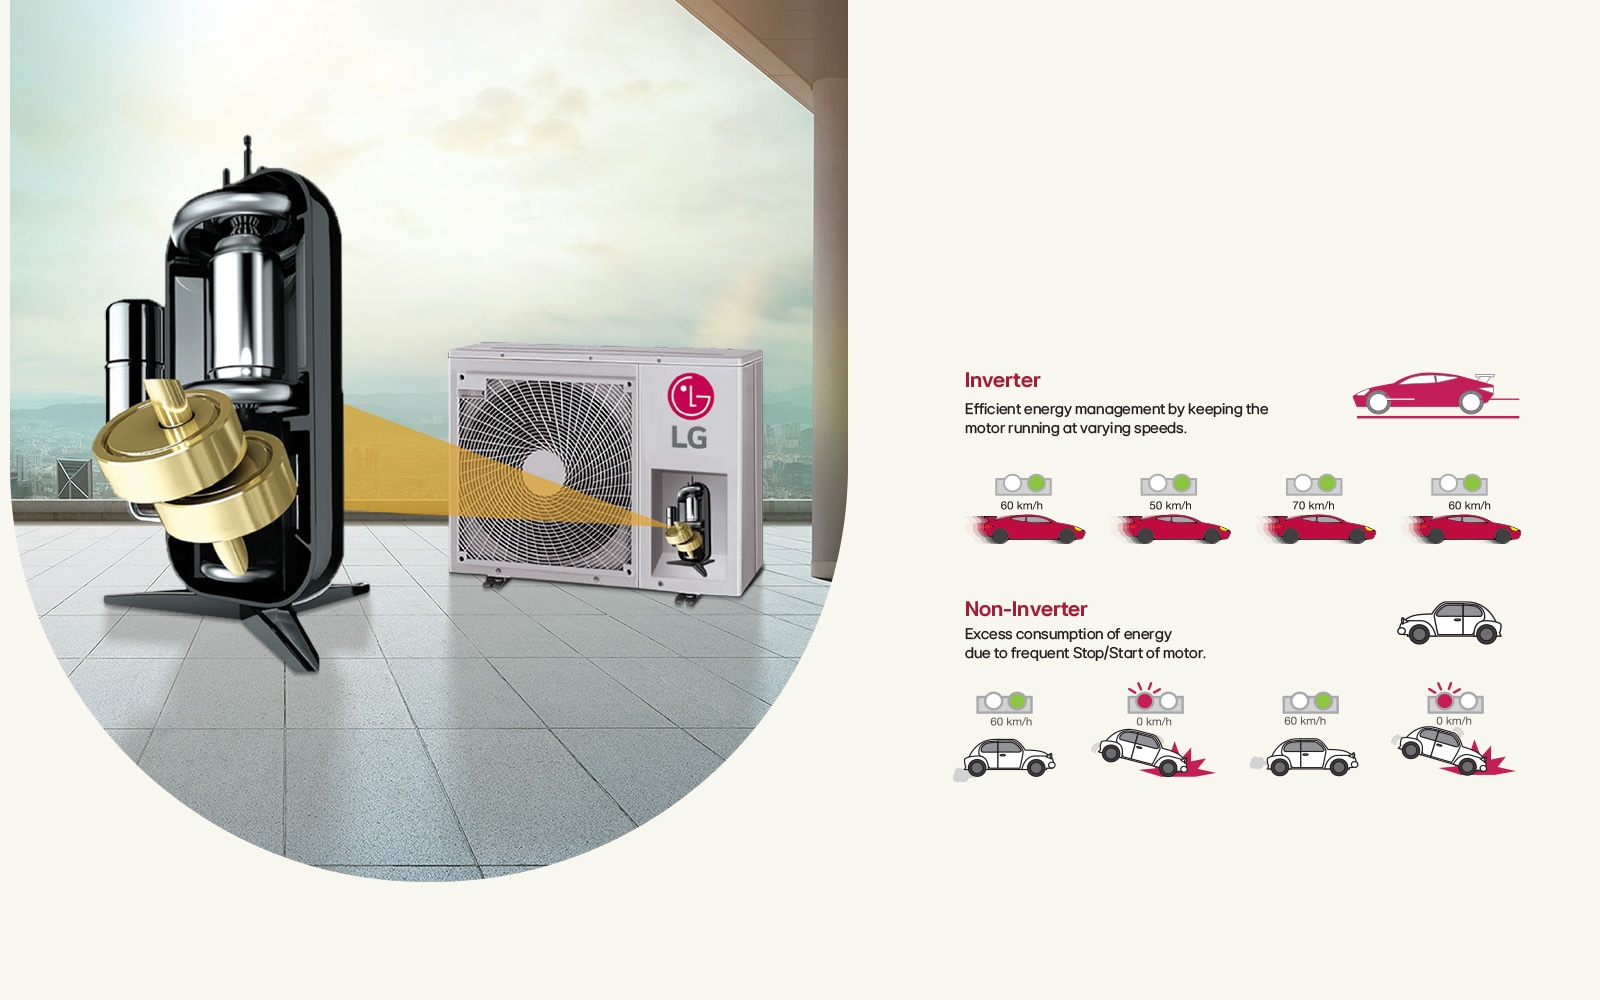 LG
Inverter
Efficient energy management by keeping the
motor running at varying speeds.
60 km/h
50 km/h
70 km/h
60 km/h
Non-Inverter
Excess consumption of energy
due to frequent Stop/Start of motor.
60 km/h
0 km/h
60 km/h
0 km/h